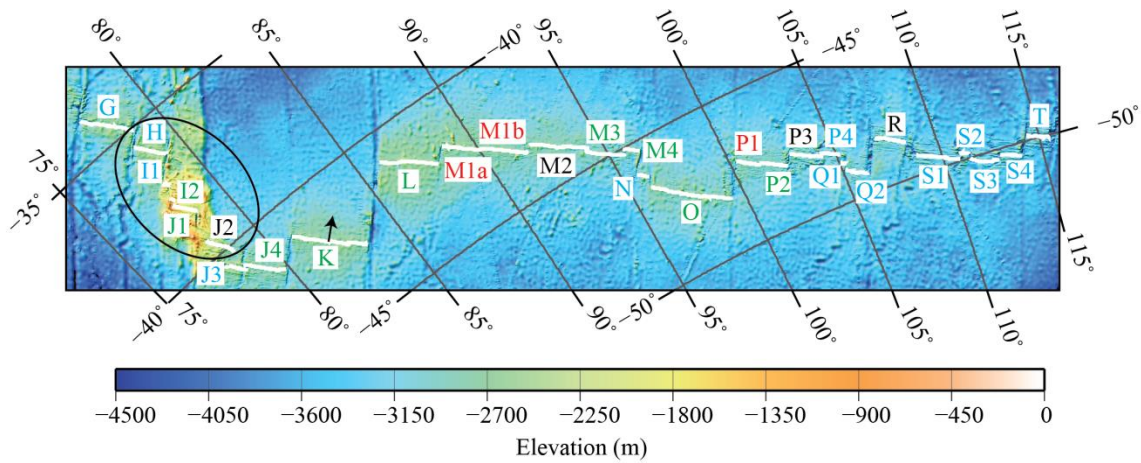 80° 85° 90° −40° 95° 100° 105° −45° 110° 115°
G H I1 I2 J1 J2 J3 J4 K L M1a M1b M2 M3 M4 N O P1 P2 P3 P4 Q1 Q2 R S1 S2 S3 S4 T
75° −35° −50° 115°
−40° 75° 80° −45° 85° 90° −50° 95° 100° 105° 110°
−4500 −4050 −3600 −3150 −2700 −2250 −1800 −1350 −900 −450 0
Elevation (m)